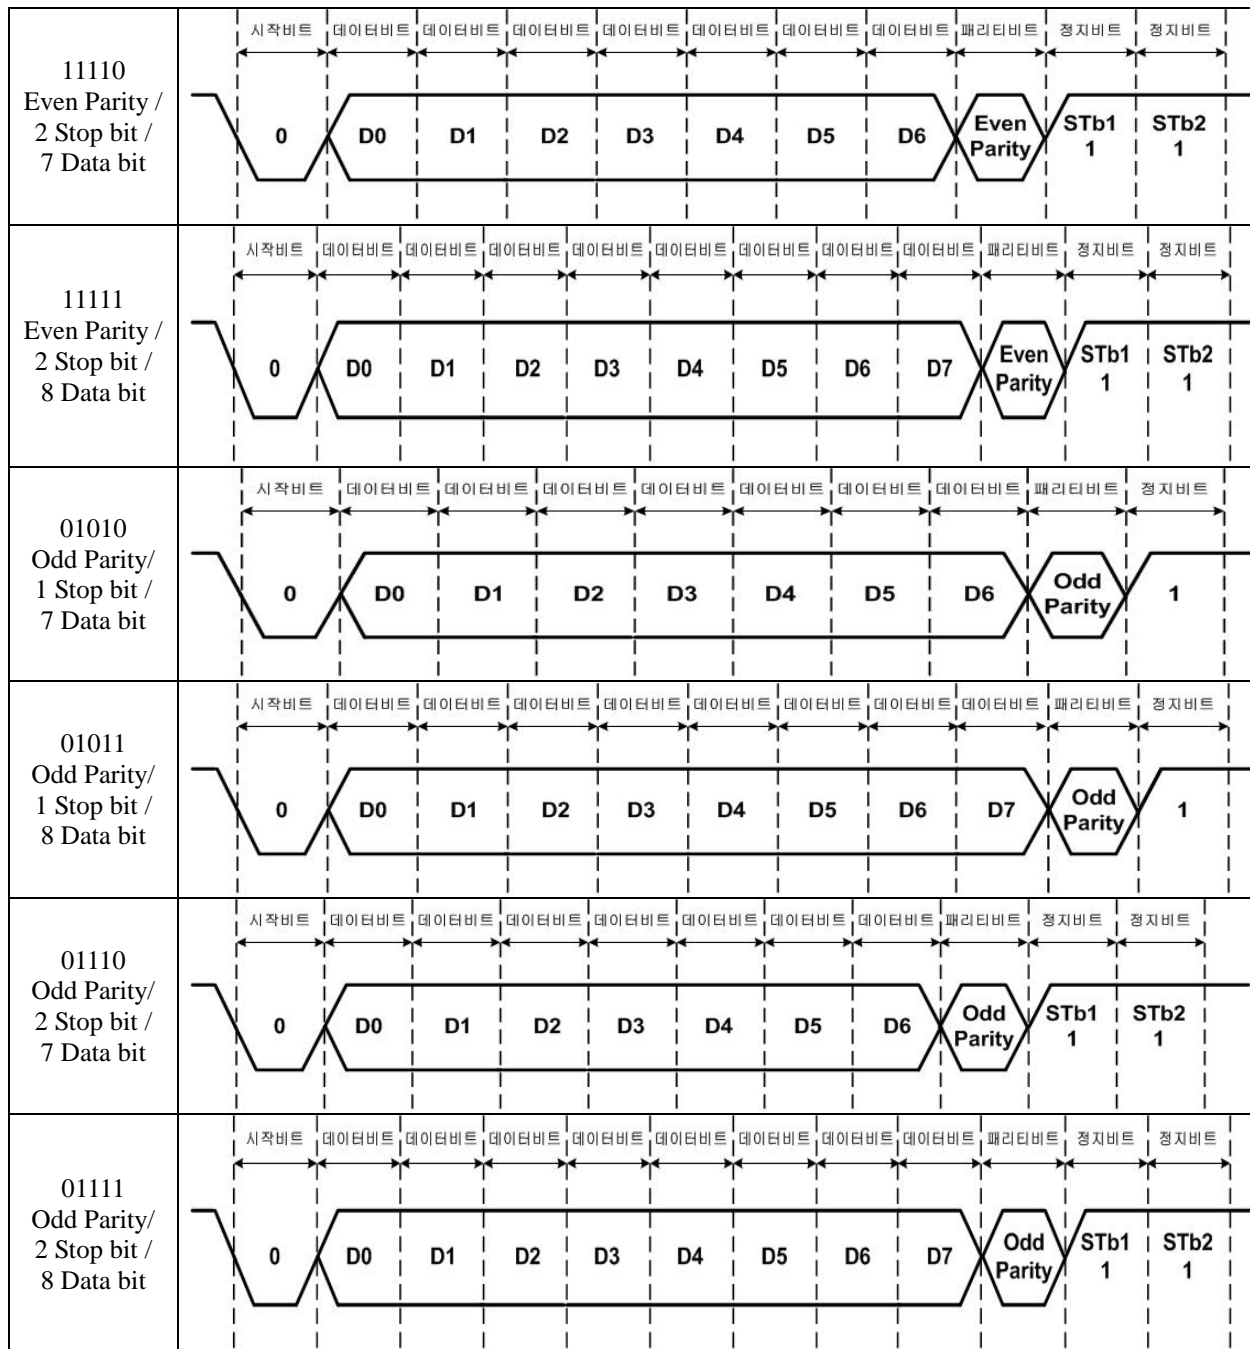 11110
Even Parity /
2 Stop bit /
7 Data bit
시작비트 데이터비트 데이터비트 데이터비트 데이터비트 데이터비트 데이터비트 데이터비트 패리티비트 정지비트 정지비트
0 D0 D1 D2 D3 D4 D5 D6 Even Parity STb1 1 STb2 1
11111
Even Parity /
2 Stop bit /
8 Data bit
시작비트 데이터비트 데이터비트 데이터비트 데이터비트 데이터비트 데이터비트 데이터비트 데이터비트 패리티비트 정지비트 정지비트
0 D0 D1 D2 D3 D4 D5 D6 D7 Even Parity STb1 1 STb2 1
01010
Odd Parity/
1 Stop bit /
7 Data bit
시작비트 데이터비트 데이터비트 데이터비트 데이터비트 데이터비트 데이터비트 데이터비트 패리티비트 정지비트
0 D0 D1 D2 D3 D4 D5 D6 Odd Parity 1
01011
Odd Parity/
1 Stop bit /
8 Data bit
시작비트 데이터비트 데이터비트 데이터비트 데이터비트 데이터비트 데이터비트 데이터비트 데이터비트 패리티비트 정지비트
0 D0 D1 D2 D3 D4 D5 D6 D7 Odd Parity 1
01110
Odd Parity/
2 Stop bit /
7 Data bit
시작비트 데이터비트 데이터비트 데이터비트 데이터비트 데이터비트 데이터비트 데이터비트 패리티비트 정지비트 정지비트
0 D0 D1 D2 D3 D4 D5 D6 Odd Parity STb1 1 STb2 1
01111
Odd Parity/
2 Stop bit /
8 Data bit
시작비트 데이터비트 데이터비트 데이터비트 데이터비트 데이터비트 데이터비트 데이터비트 데이터비트 패리티비트 정지비트 정지비트
0 D0 D1 D2 D3 D4 D5 D6 D7 Odd Parity STb1 1 STb2 1